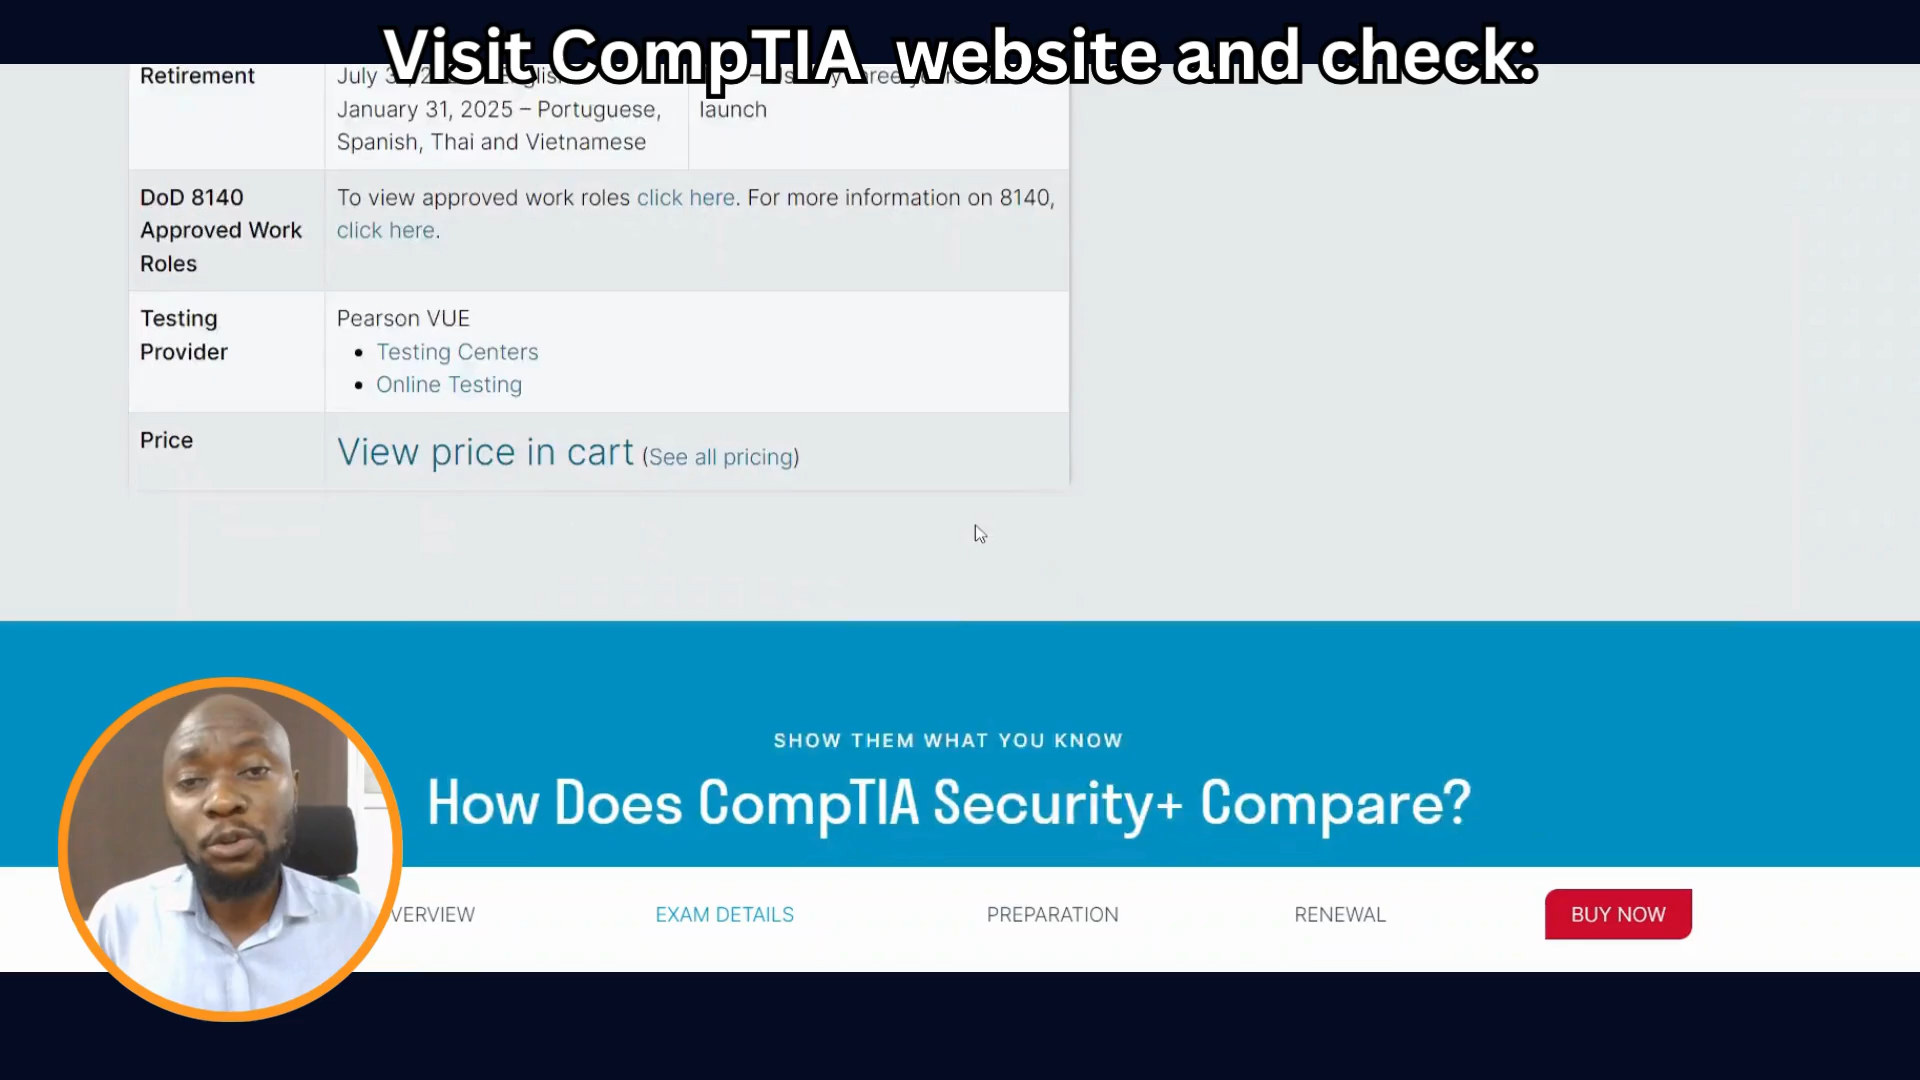 Visit CompTIA website and check:
Retirement
July
January 31, 2025 – Portuguese,
Spanish, Thai and Vietnamese
launch
DoD 8140
Approved Work
Roles
To view approved work roles click here. For more information on 8140,
click here.
Testing
Provider
Pearson VUE
• Testing Centers
• Online Testing
Price
View price in cart (See all pricing)
SHOW THEM WHAT YOU KNOW
How Does CompTIA Security+ Compare?
VERVIEW
EXAM DETAILS
PREPARATION
RENEWAL
BUY NOW